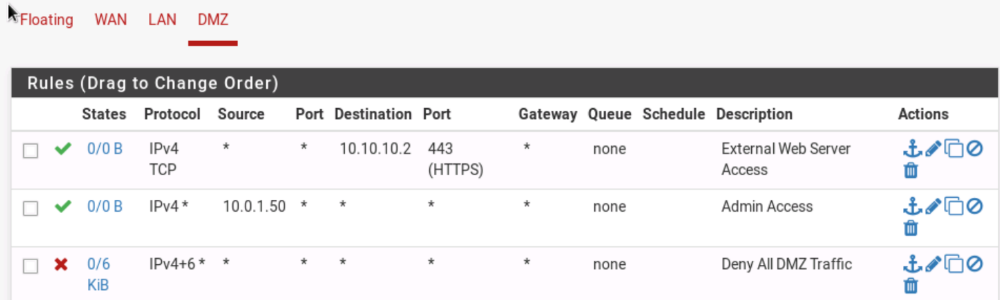 Floating WAN LAN DMZ
Rules (Drag to Change Order)
States Protocol Source Port Destination Port Gateway Queue Schedule Description Actions
0/0 B IPv4 * * 10.10.10.2 443 * none External Web Server
TCP (HTTPS) Access
0/0 B IPv4 * 10.0.1.50 * * * * none Admin Access
0/6 IPv4+6 * * * * * * none Deny All DMZ Traffic
KiB